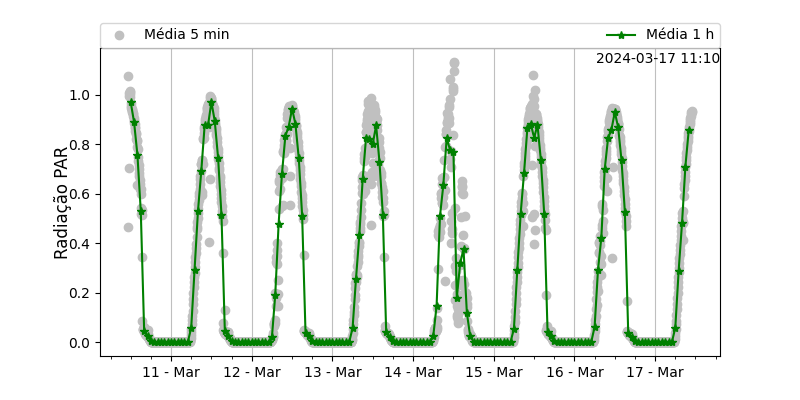 Média 5 min
Média 1 h
2024-03-17 11:10
Radiação PAR
1.0
0.8
0.6
0.4
0.2
0.0
11 - Mar
12 - Mar
13 - Mar
14 - Mar
15 - Mar
16 - Mar
17 - Mar